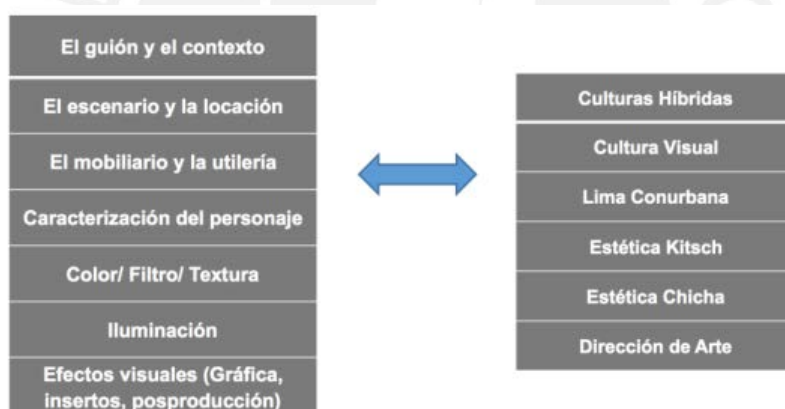 El guión y el contexto
El escenario y la locación
El mobiliario y la utilería
Caracterización del personaje
Color/ Filtro/ Textura
Iluminación
Efectos visuales (Gráfica,
insertos, posproducción)
Culturas Híbridas
Cultura Visual
Lima Conurbana
Estética Kitsch
Estética Chicha
Dirección de Arte